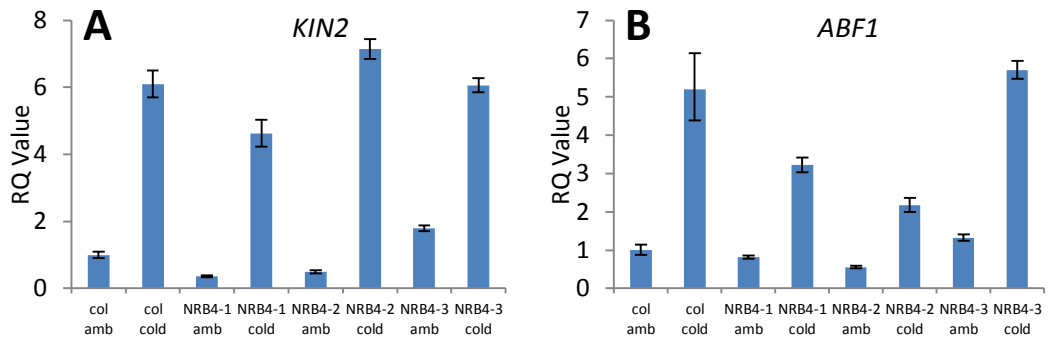 A
KIN2
RQ Value
8
6
4
2
0
col amb
col cold
NRB4-1 amb
NRB4-1 cold
NRB4-2 amb
NRB4-2 cold
NRB4-3 amb
NRB4-3 cold
B
ABF1
RQ Value
7
6
5
4
3
2
1
0
col amb
col cold
NRB4-1 amb
NRB4-1 cold
NRB4-2 amb
NRB4-2 cold
NRB4-3 amb
NRB4-3 cold